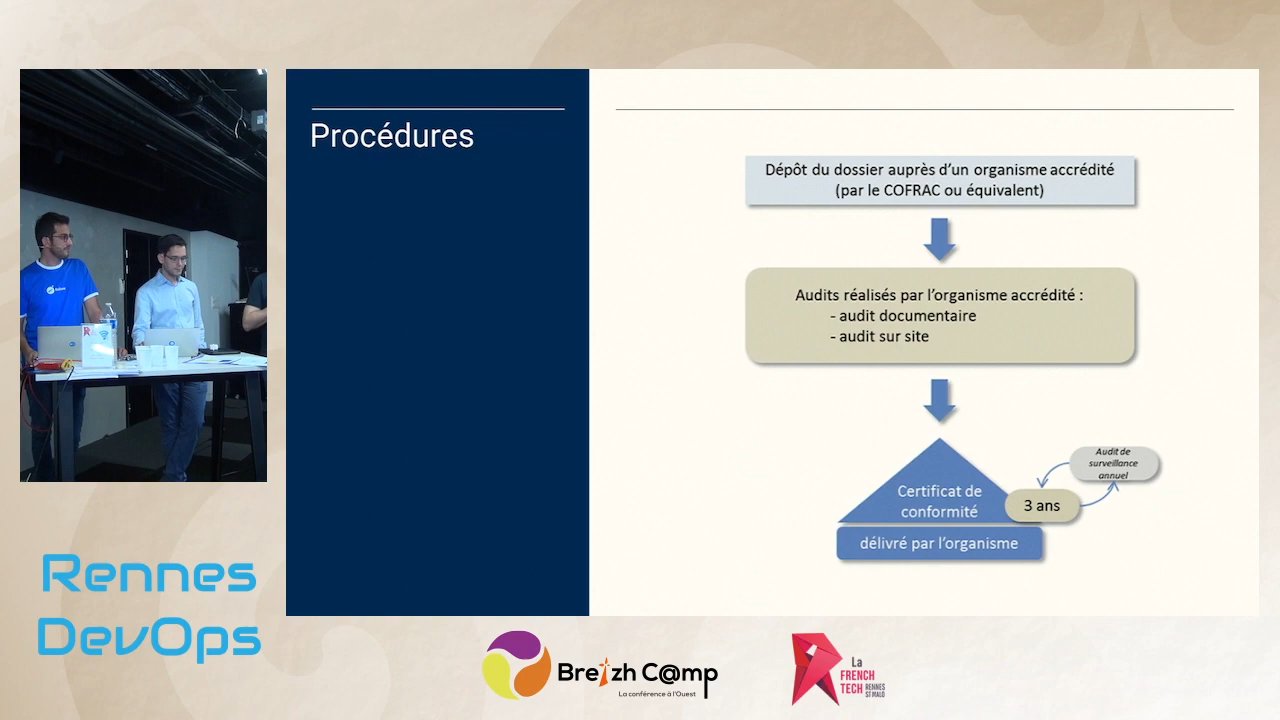 Procédures
Dépôt du dossier auprès d'un organisme accrédité
(par le COFRAC ou équivalent)
Audits réalisés par l'organisme accrédité :
- audit documentaire
- audit sur site
Certificat de
conformité
délivré par l'organisme
3 ans
Audit de
surveillance
annuel
Rennes
DevOps
Breizh C@mp
La conférence à l'Ouest
La
FRENCH
TECH
RENNES
ST MALO